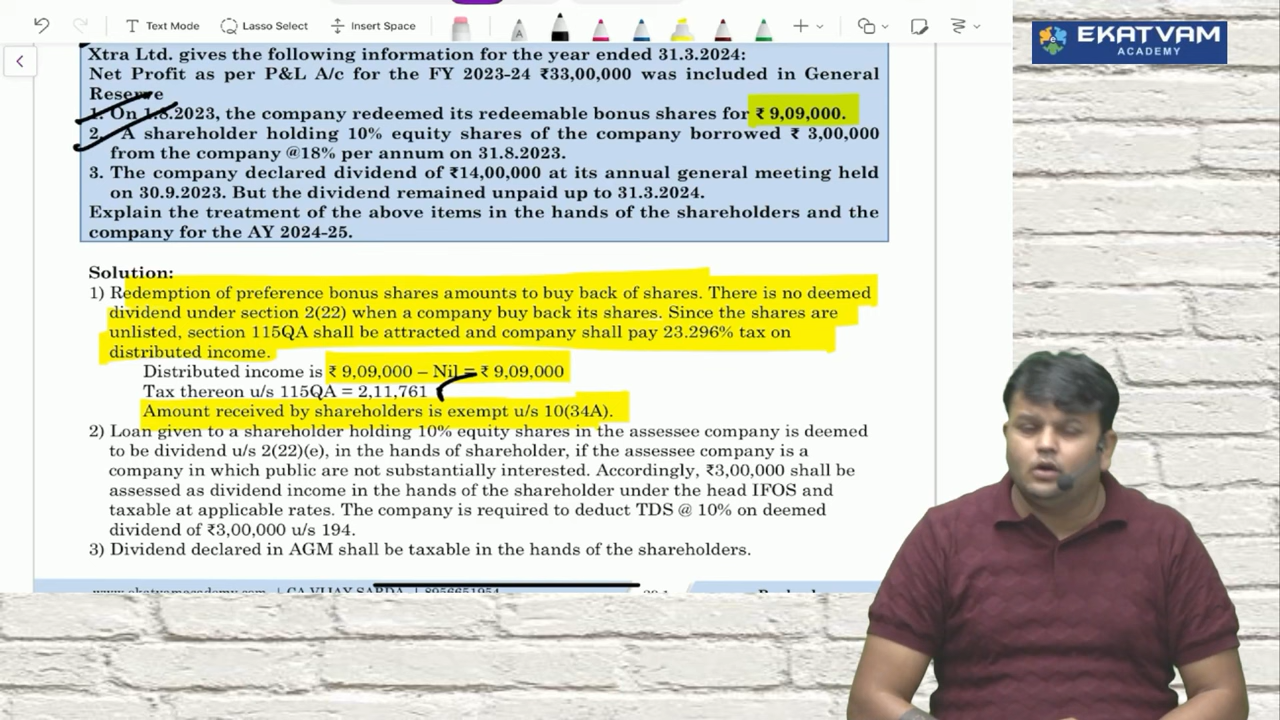 Text Mode
Lasso Select
Insert Space
EKATVAM
ACADEMY
Xtra Ltd. gives the following information for the year ended 31.3.2024:
Net Profit as per P&L A/c for the FY 2023-24 ₹33,00,000 was included in General
Reserve
1. On 1.8.2023, the company redeemed its redeemable bonus shares for ₹ 9,09,000.
2. A shareholder holding 10% equity shares of the company borrowed ₹ 3,00,000
from the company @18% per annum on 31.8.2023.
3. The company declared dividend of ₹14,00,000 at its annual general meeting held
on 30.9.2023. But the dividend remained unpaid up to 31.3.2024.
Explain the treatment of the above items in the hands of the shareholders and the
company for the AY 2024-25.
Solution:
1) Redemption of preference bonus shares amounts to buy back of shares. There is no deemed
dividend under section 2(22) when a company buy back its shares. Since the shares are
unlisted, section 115QA shall be attracted and company shall pay 23.296% tax on
distributed income.
Distributed income is ₹ 9,09,000 – Nil = ₹ 9,09,000
Tax thereon u/s 115QA = 2,11,761
Amount received by shareholders is exempt u/s 10(34A).
2) Loan given to a shareholder holding 10% equity shares in the assessee company is deemed
to be dividend u/s 2(22)(e), in the hands of shareholder, if the assessee company is a
company in which public are not substantially interested. Accordingly, ₹3,00,000 shall be
assessed as dividend income in the hands of the shareholder under the head IFOS and
taxable at applicable rates. The company is required to deduct TDS @ 10% on deemed
dividend of ₹3,00,000 u/s 194.
3) Dividend declared in AGM shall be taxable in the hands of the shareholders.
www.ekatvamacademy.com | CA VIJAY SARDA | 8956651954